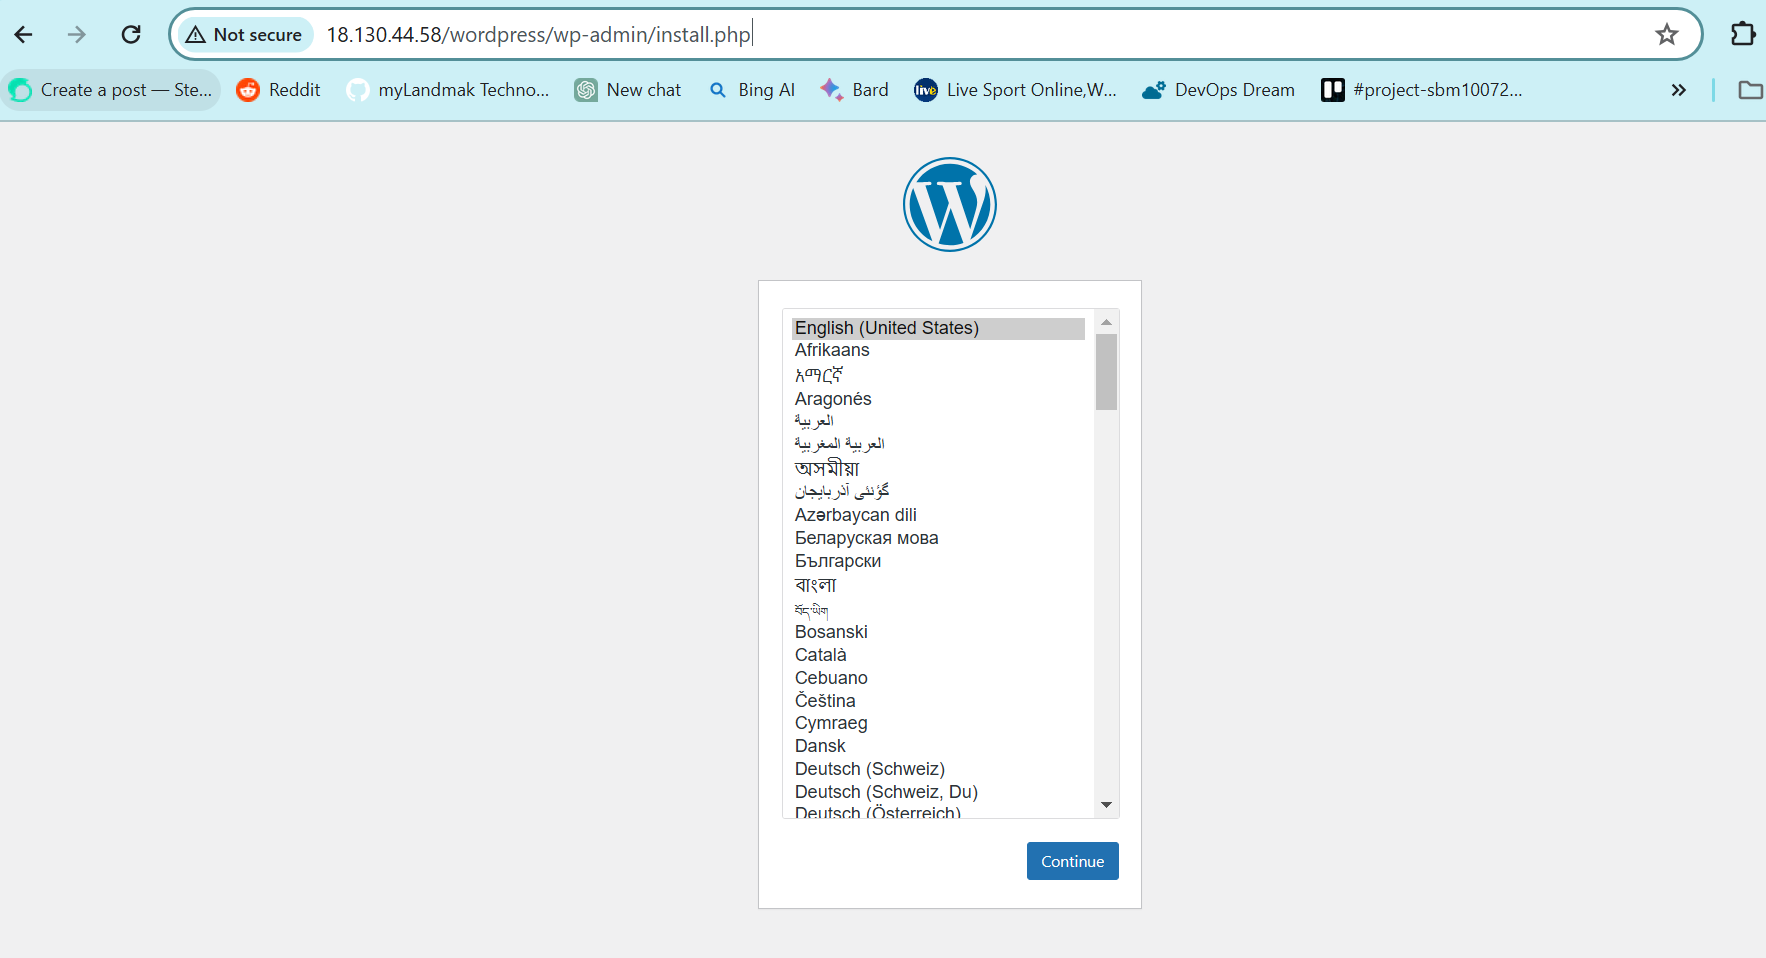 Not secure 18.130.44.58/wordpress/wp-admin/install.php
Create a post — Ste... Reddit myLandmak Techno... New chat Bing AI Bard Live Sport Online,W... DevOps Dream #project-sbm10072...
English (United States)
Afrikaans
አማርኛ
Aragonés
العربية
العربية المغربية
অসমীয়া
گؤنئی آذربایجان
Azərbaycan dili
Беларуская мова
Български
বাংলা
བོད་ཡིག
Bosanski
Català
Cebuano
Čeština
Cymraeg
Dansk
Deutsch (Schweiz)
Deutsch (Schweiz, Du)
Deutsch (Österreich)
Continue